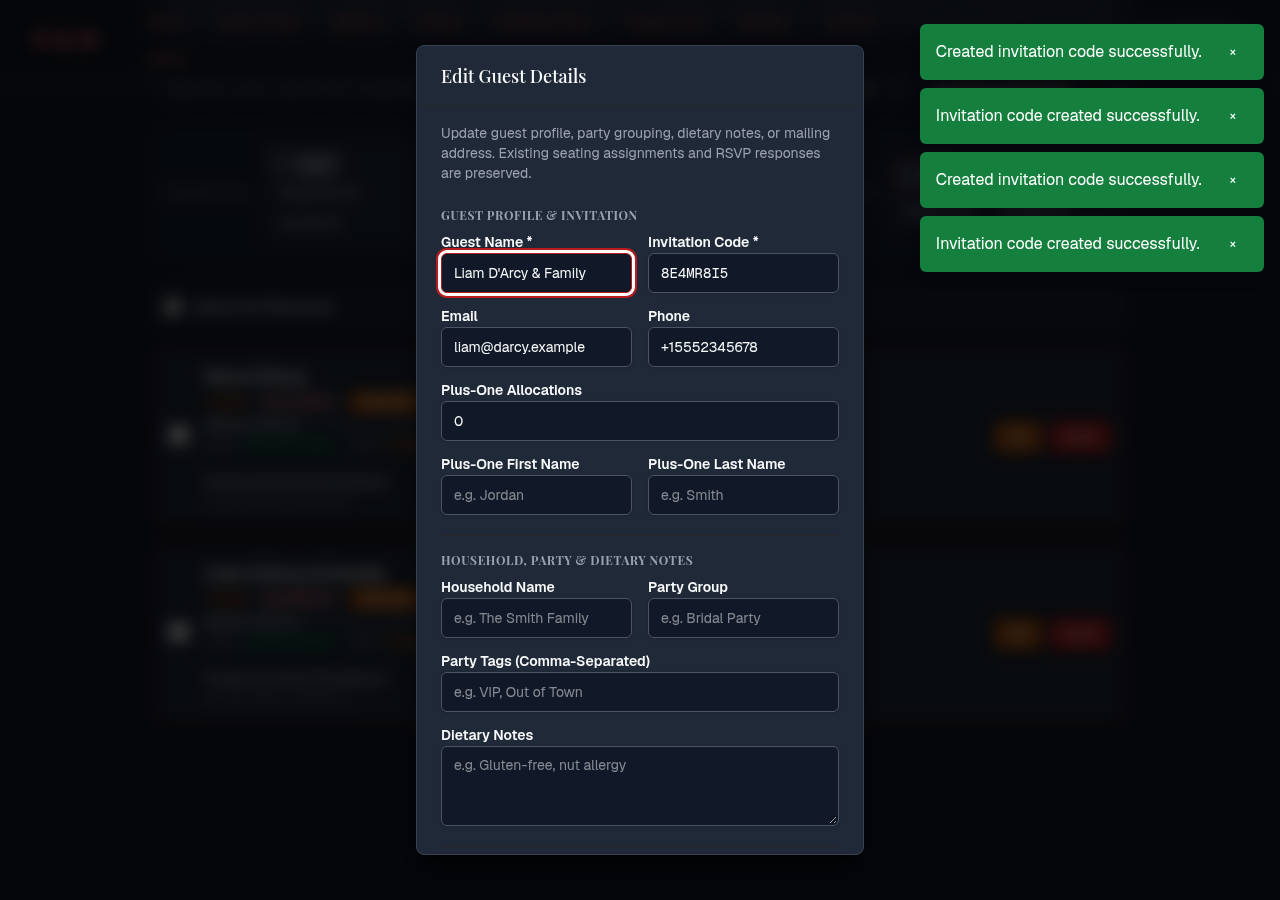 Edit Guest Details
Update guest profile, party grouping, dietary notes, or mailing
address. Existing seating assignments and RSVP responses
are preserved.
GUEST PROFILE & INVITATION
Guest Name *
Invitation Code *
Liam D'Arcy & Family
8E4MR8I5
Email
Phone
liam@darcy.example
+15552345678
Plus-One Allocations
0
Plus-One First Name
Plus-One Last Name
e.g. Jordan
e.g. Smith
HOUSEHOLD, PARTY & DIETARY NOTES
Household Name
Party Group
e.g. The Smith Family
e.g. Bridal Party
Party Tags (Comma-Separated)
e.g. VIP, Out of Town
Dietary Notes
e.g. Gluten-free, nut allergy
Created invitation code successfully. ×
Invitation code created successfully. ×
Created invitation code successfully. ×
Invitation code created successfully. ×